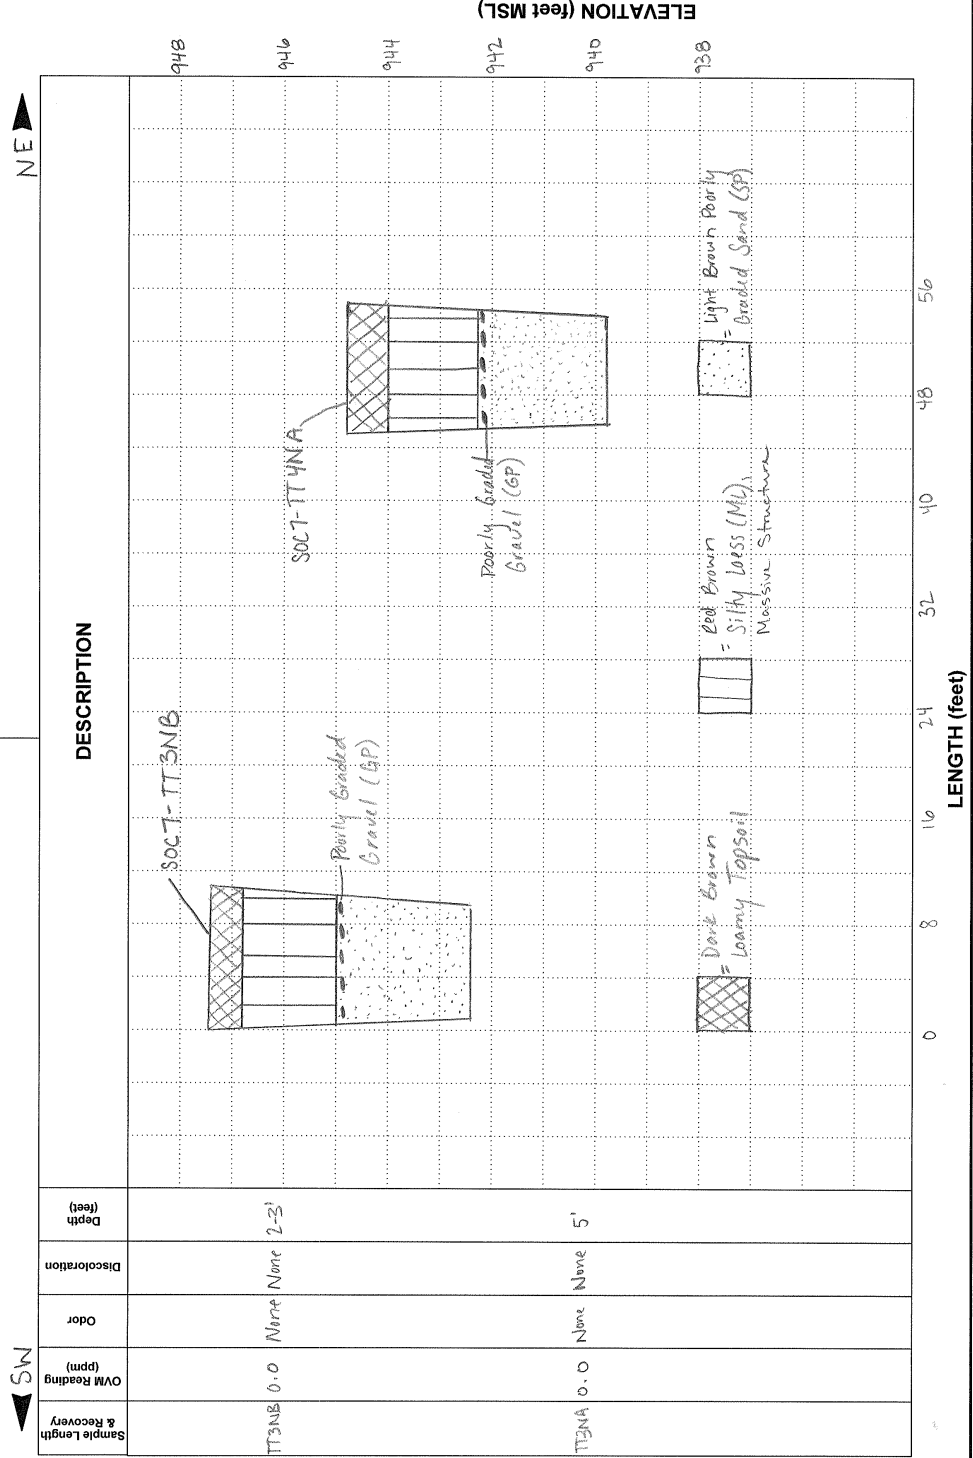 SW
NE
Sample Length
& Recovery
OVM Reading
(ppm)
Odor
Discoloration
Depth
(feet)
DESCRIPTION
ELEVATION (feet MSL)
TT3NB 0.0 None None 2-3'
TT3NA 0.0 None None 5'
SOC7-TT3NB
Poorly Graded
Gravel (GP)
SOC7-TT4NA
Poorly Graded
Gravel (GP)
948
946
944
942
940
938
= Dark Brown
Loamy Topsoil
= Red Brown
Silty Loess (ML),
Massive Structure
= Light Brown Poorly
Graded Sand (SP)
0 8 16 24 32 40 48 56
LENGTH (feet)